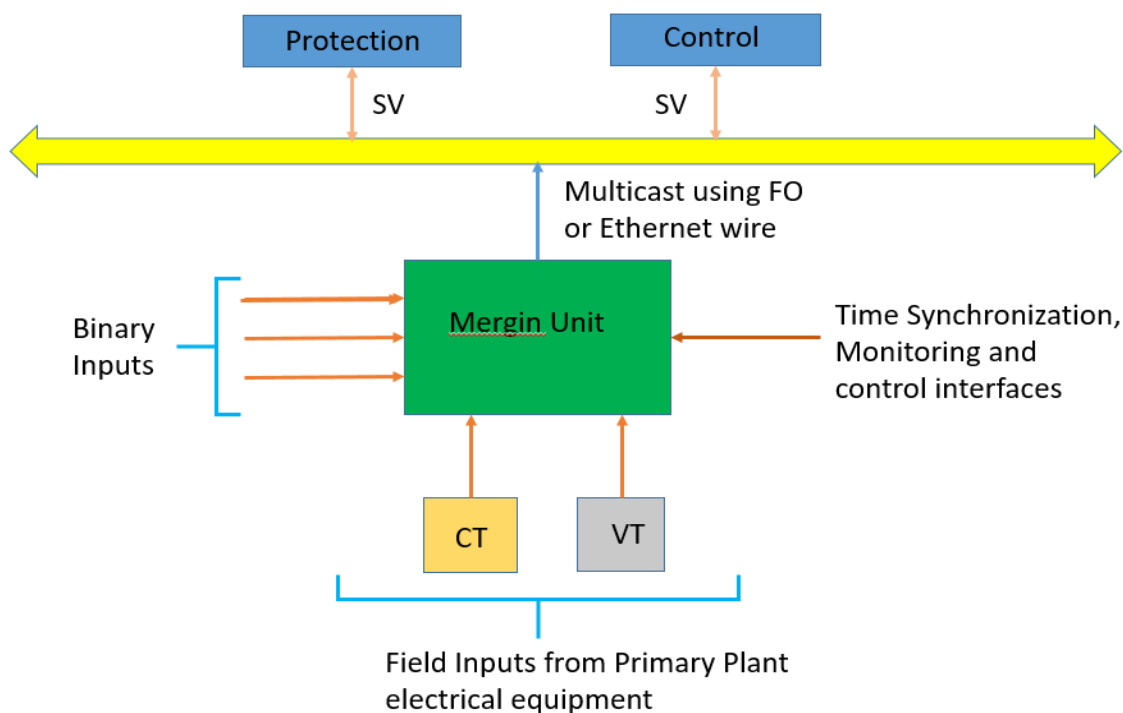 Protection
Control
SV
SV
Multicast using FO
or Ethernet wire
Binary
Inputs
Mergin Unit
Time Synchronization,
Monitoring and
control interfaces
CT
VT
Field Inputs from Primary Plant
electrical equipment